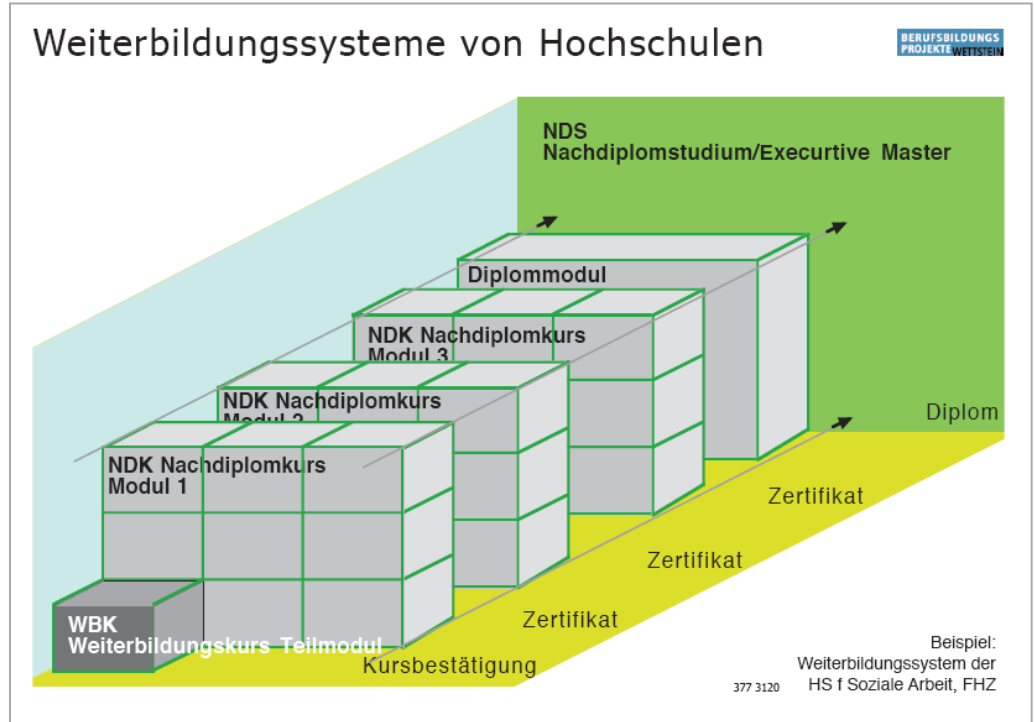 Weiterbildungssysteme von Hochschulen
BERUFSBILDUNGS
PROJEKTE WETTSTEIN
NDS
Nachdiplomstudium/Execurtive Master
Diplommodul
NDK Nachdiplomkurs
Modul 3
NDK Nachdiplomkurs
Modul 2
NDK Nachdiplomkurs
Modul 1
WBK
Weiterbildungskurs Teilmodul
Diplom
Zertifikat
Zertifikat
Zertifikat
Kursbestätigung
Beispiel:
Weiterbildungssystem der
377 3120 HS f Soziale Arbeit, FHZ